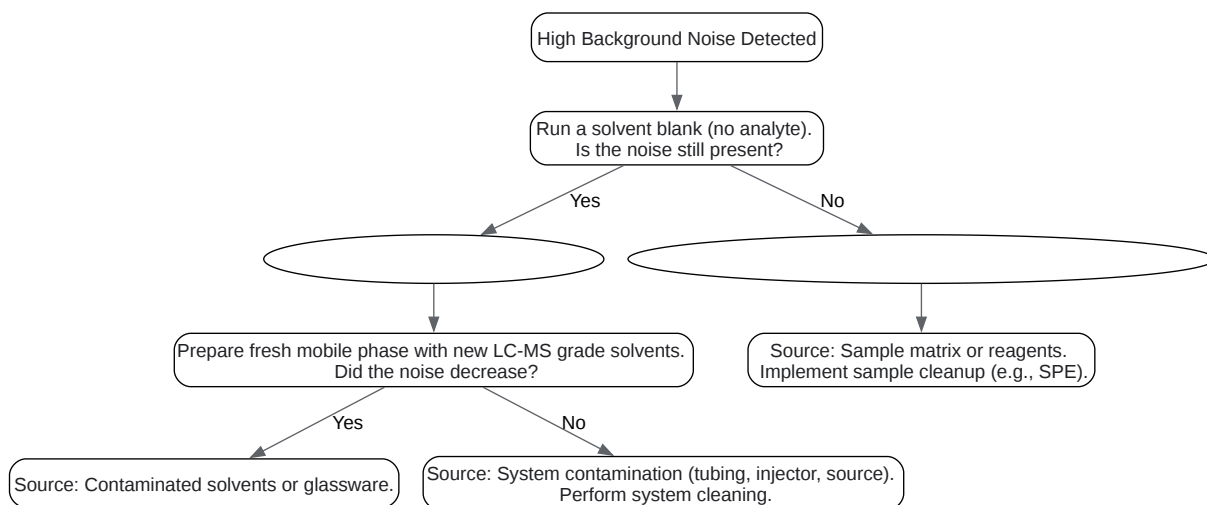 High Background Noise Detected
Run a solvent blank (no analyte).
Is the noise still present?
Yes
No
Prepare fresh mobile phase with new LC-MS grade solvents.
Did the noise decrease?
Source: Sample matrix or reagents.
Implement sample cleanup (e.g., SPE).
Yes
No
Source: Contaminated solvents or glassware.
Source: System contamination (tubing, injector, source).
Perform system cleaning.